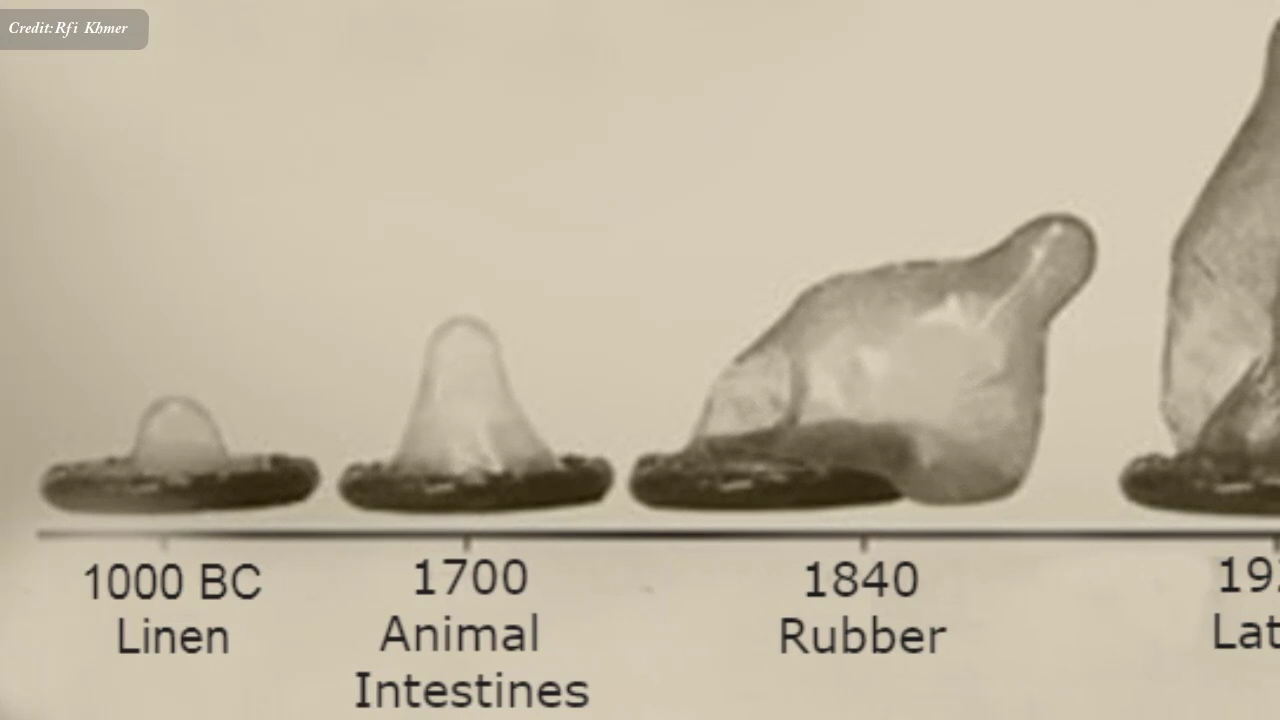 Credit:Rfi Khmer
1000 BC
Linen
1700
Animal
Intestines
1840
Rubber